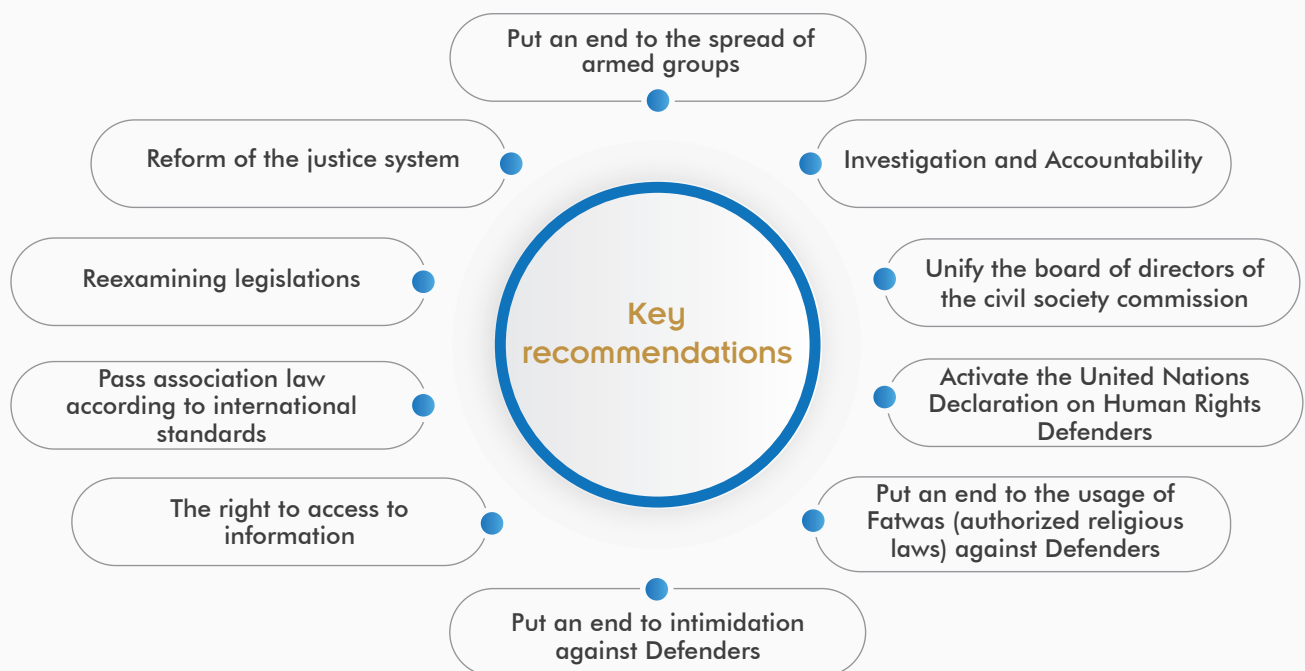 Put an end to the spread of
armed groups
Reform of the justice system
Investigation and Accountability
Reexamining legislations
Unify the board of directors of
the civil society commission
Key
recommendations
Pass association law
according to international
standards
Activate the United Nations
Declaration on Human Rights
Defenders
The right to access to
information
Put an end to the usage of
Fatwas (authorized religious
laws) against Defenders
Put an end to intimidation
against Defenders